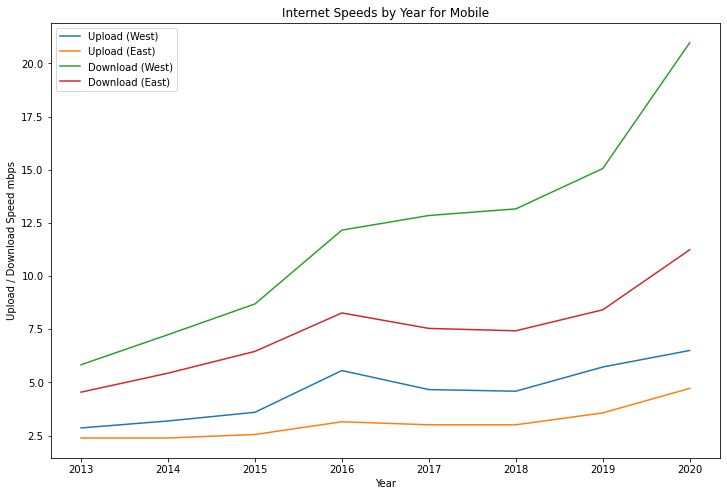 Internet Speeds by Year for Mobile
Upload (West)
Upload (East)
Download (West)
Download (East)
Upload / Download Speed mbps
20.0
17.5
15.0
12.5
10.0
7.5
5.0
2.5
2013 2014 2015 2016 2017 2018 2019 2020
Year